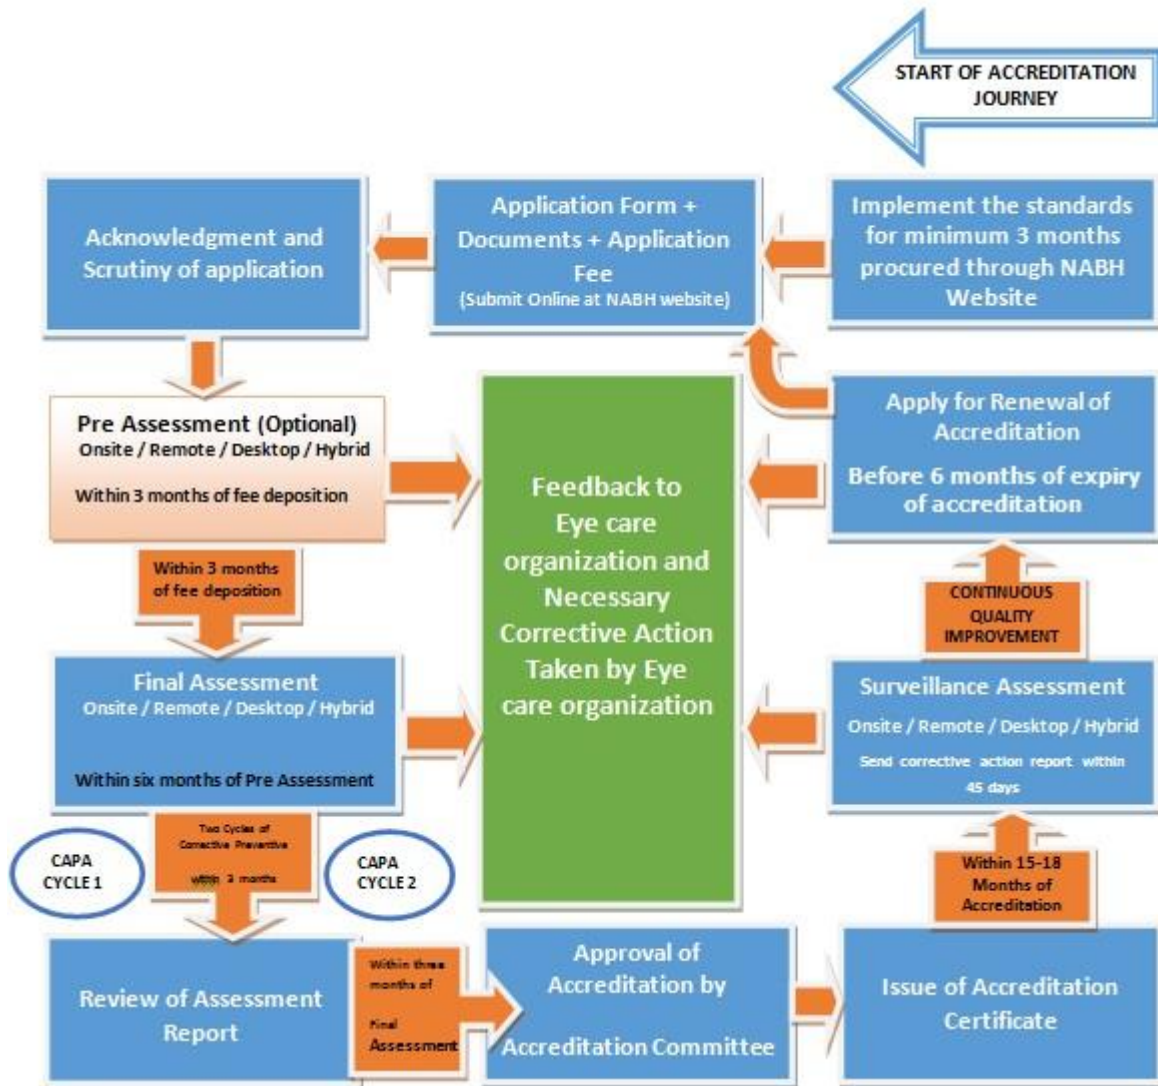 START OF ACCREDITATION
JOURNEY
Implement the standards
for minimum 3 months
procured through NABH
Website
Application Form +
Documents + Application
Fee
(Submit Online at NABH website)
Acknowledgment and
Scrutiny of application
Pre Assessment (Optional)
Onsite / Remote / Desktop / Hybrid
Within 3 months of fee deposition
Within 3 months
of fee deposition
Final Assessment
Onsite / Remote / Desktop / Hybrid
Within six months of Pre Assessment
CAPA
CYCLE 1
Two Cycles of
Corrective Preventive
within 3 months
CAPA
CYCLE 2
Review of Assessment
Report
Within three
months of
Final
Assessment
Approval of
Accreditation by
Accreditation Committee
Issue of Accreditation
Certificate
Within 15-18
Months of
Accreditation
Surveillance Assessment
Onsite / Remote / Desktop / Hybrid
Send corrective action report within
45 days
CONTINUOUS
QUALITY
IMPROVEMENT
Apply for Renewal of
Accreditation
Before 6 months of expiry
of accreditation
Feedback to
Eye care
organization and
Necessary
Corrective Action
Taken by Eye
care organization